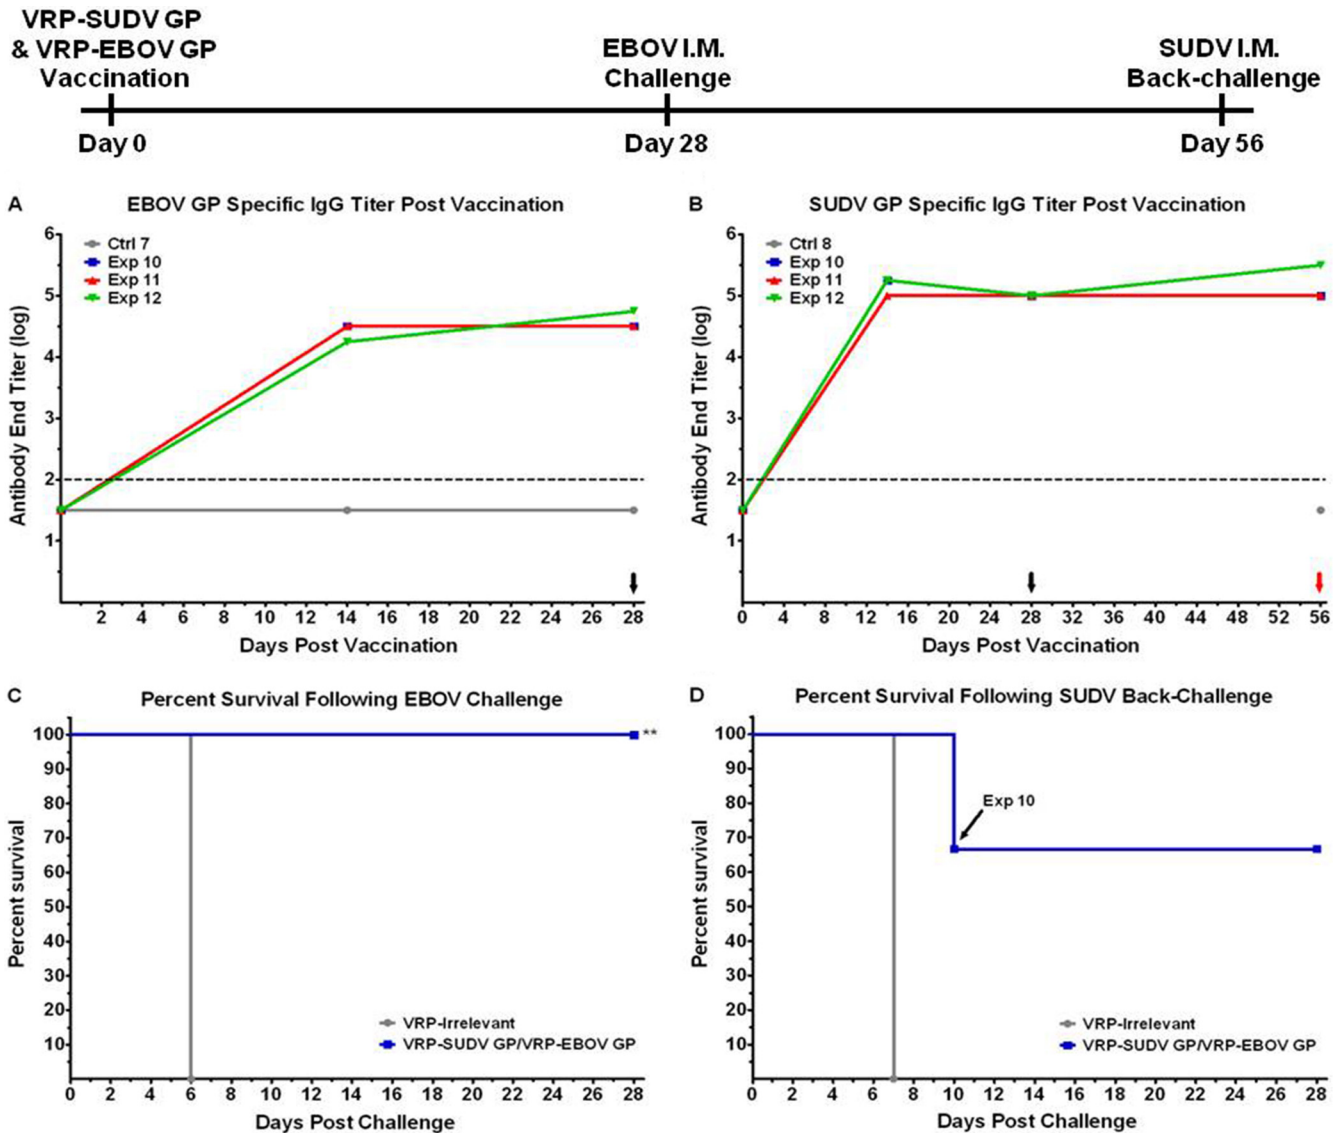 VRP-SUDV GP
& VRP-EBOV GP
Vaccination
EBOV I.M.
Challenge
SUDV I.M.
Back-challenge
Day 0
Day 28
Day 56
A
EBOV GP Specific IgG Titer Post Vaccination
Antibody End Titer (log)
6
5
4
3
2
1
Ctrl 7
Exp 10
Exp 11
Exp 12
2 4 6 8 10 12 14 16 18 20 22 24 26 28
Days Post Vaccination
B
SUDV GP Specific IgG Titer Post Vaccination
Antibody End Titer (log)
6
5
4
3
2
1
Ctrl 8
Exp 10
Exp 11
Exp 12
0 4 8 12 16 20 24 28 32 36 40 44 48 52 56
Days Post Vaccination
C
Percent Survival Following EBOV Challenge
Percent survival
100
90
80
70
60
50
40
30
20
10
**
VRP-Irrelevant
VRP-SUDV GP/VRP-EBOV GP
0 2 4 6 8 10 12 14 16 18 20 22 24 26 28
Days Post Challenge
D
Percent Survival Following SUDV Back-Challenge
Percent survival
100
90
80
70
60
50
40
30
20
10
Exp 10
VRP-Irrelevant
VRP-SUDV GP/VRP-EBOV GP
0 2 4 6 8 10 12 14 16 18 20 22 24 26 28
Days Post Challenge